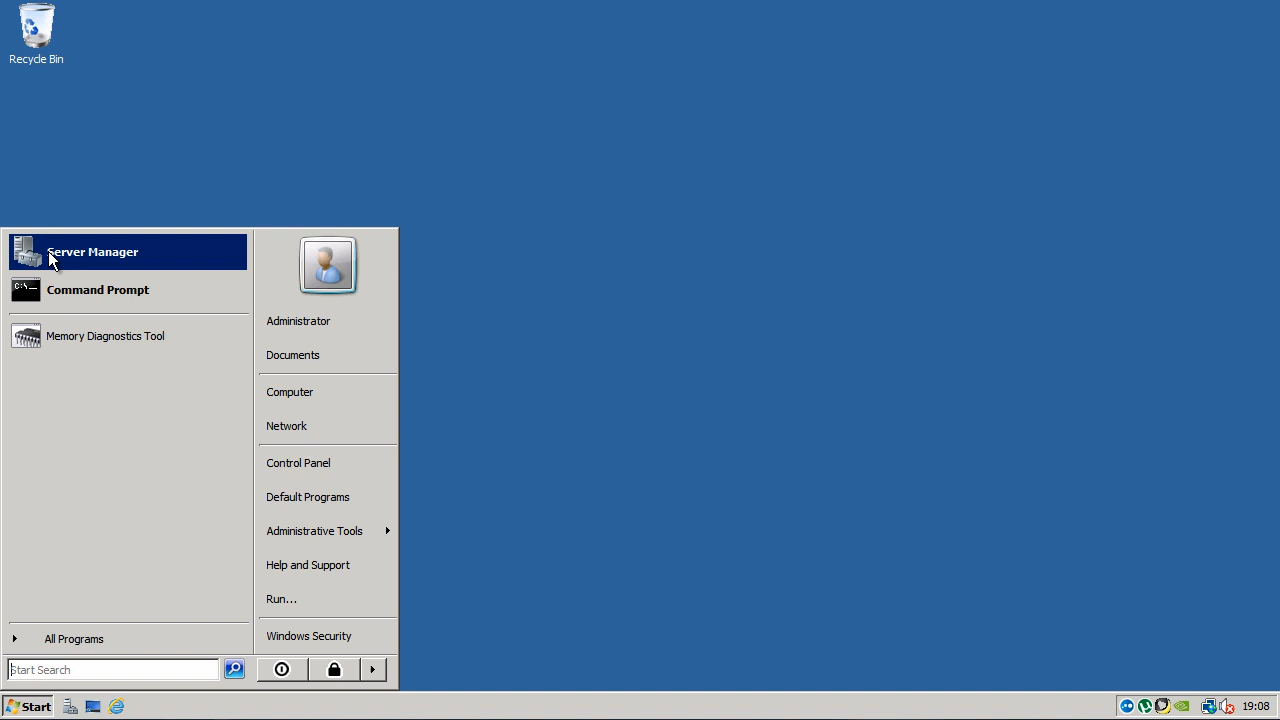 Recycle Bin
Server Manager
Command Prompt
Memory Diagnostics Tool
All Programs
Start Search
Administrator
Documents
Computer
Network
Control Panel
Default Programs
Administrative Tools
Help and Support
Run...
Windows Security
Start
19:08